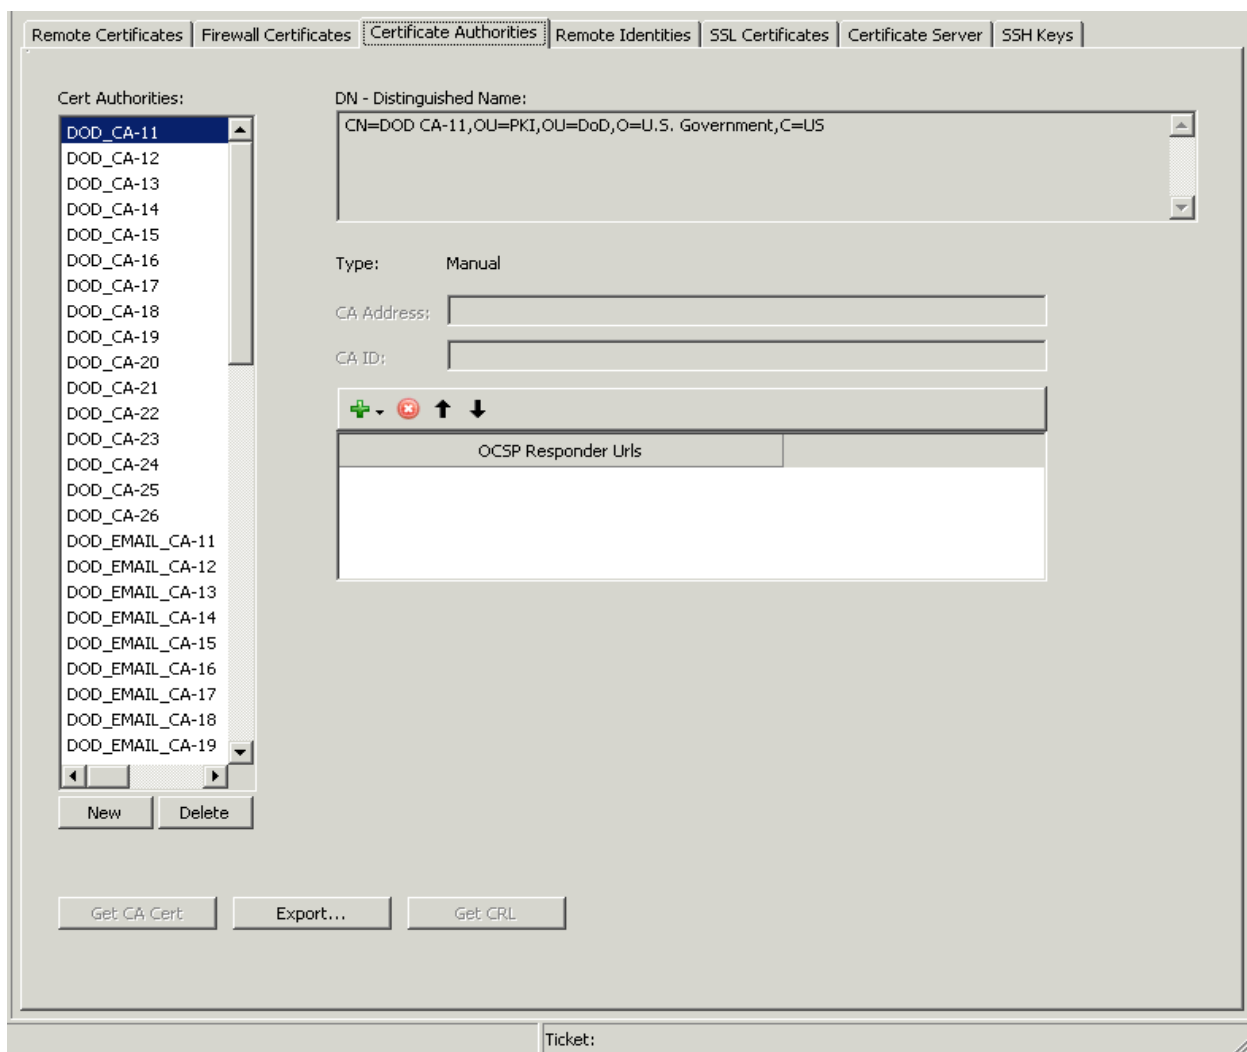 Remote Certificates
Firewall Certificates
Certificate Authorities
Remote Identities
SSL Certificates
Certificate Server
SSH Keys
Cert Authorities:
DOD_CA-11
DOD_CA-12
DOD_CA-13
DOD_CA-14
DOD_CA-15
DOD_CA-16
DOD_CA-17
DOD_CA-18
DOD_CA-19
DOD_CA-20
DOD_CA-21
DOD_CA-22
DOD_CA-23
DOD_CA-24
DOD_CA-25
DOD_CA-26
DOD_EMAIL_CA-11
DOD_EMAIL_CA-12
DOD_EMAIL_CA-13
DOD_EMAIL_CA-14
DOD_EMAIL_CA-15
DOD_EMAIL_CA-16
DOD_EMAIL_CA-17
DOD_EMAIL_CA-18
DOD_EMAIL_CA-19
New
Delete
DN - Distinguished Name:
CN=DOD CA-11,OU=PKI,OU=DoD,O=U.S. Government,C=US
Type: Manual
CA Address:
CA ID:
OCSP Responder Urls
Get CA Cert
Export...
Get CRL
Ticket: